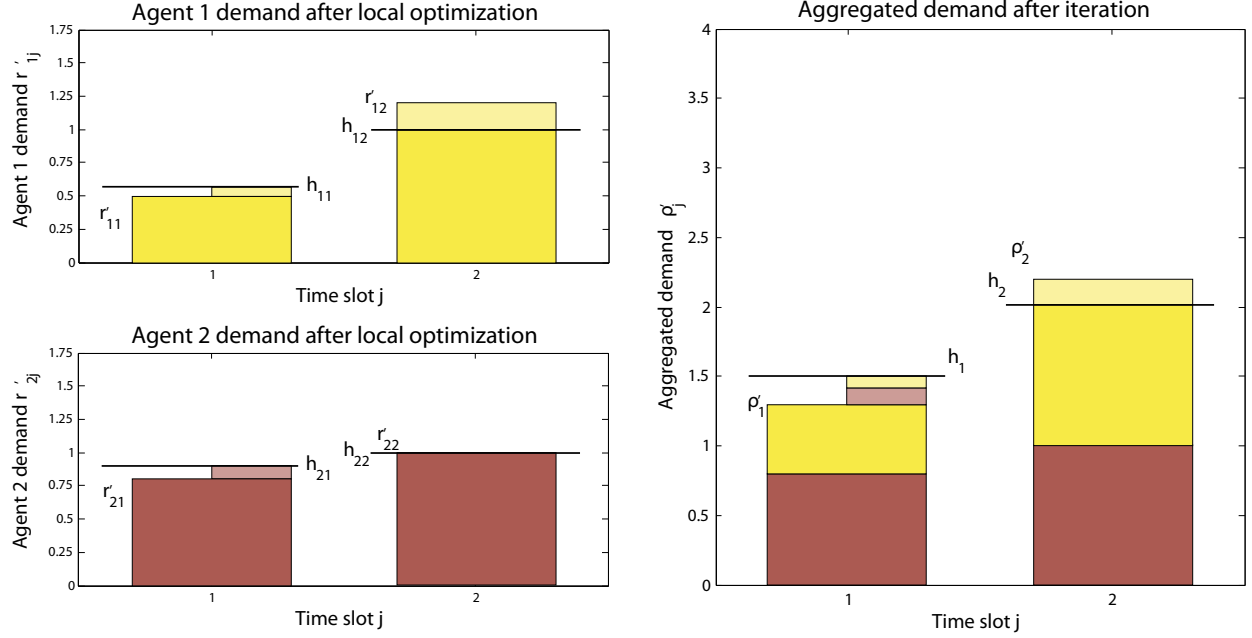 Agent 1 demand after local optimization
Agent 1 demand r′1j
1.75
1.5
1.25
1
0.75
0.5
0.25
0
r′11
h11
r′12
h12
1
2
Time slot j
Agent 2 demand after local optimization
Agent 2 demand r′2j
1.75
1.5
1.25
1
0.75
0.5
0.25
0
r′21
h21
r′22
h22
1
2
Time slot j
Aggregated demand after iteration
Aggregated demand ρ′j
4
3.5
3
2.5
2
1.5
1
0.5
0
ρ′1
h1
ρ′2
h2
1
2
Time slot j